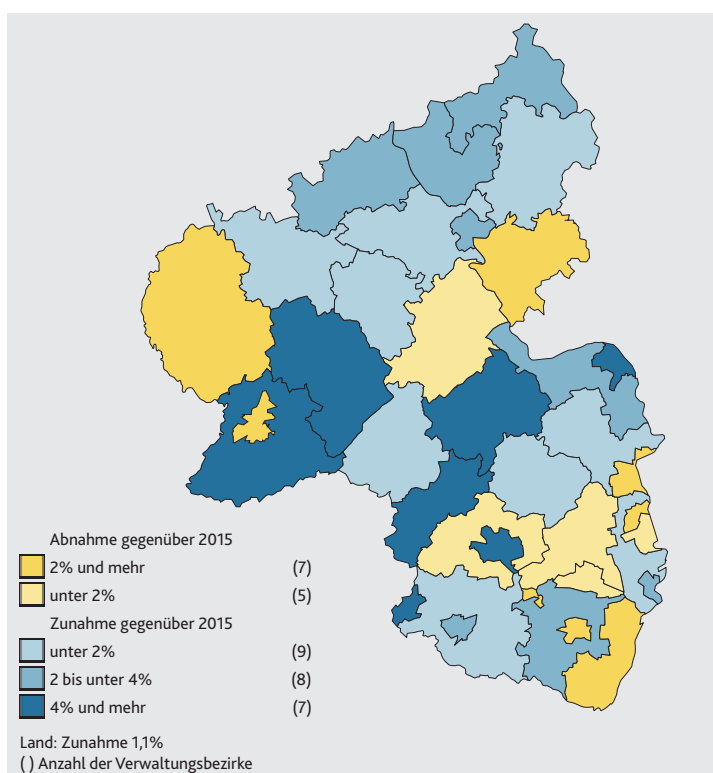 Abnahme gegenüber 2015
2% und mehr (7)
unter 2% (5)
Zunahme gegenüber 2015
unter 2% (9)
2 bis unter 4% (8)
4% und mehr (7)
Land: Zunahme 1,1%
( ) Anzahl der Verwaltungsbezirke